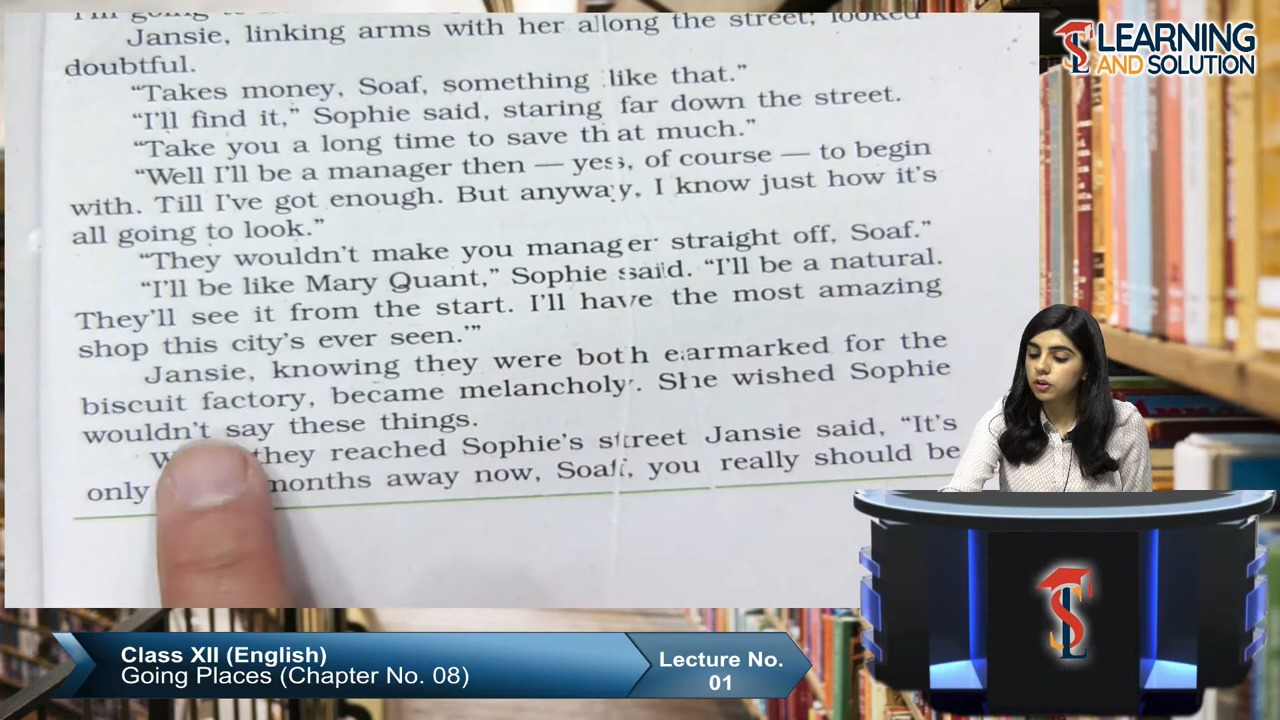 Jansie, linking arms with her along the street, looked
doubtful.
"Takes money, Soaf, something like that."
"I'll find it," Sophie said, staring far down the street.
"Take you a long time to save that much."
"Well I'll be a manager then — yes, of course — to begin
with. Till I've got enough. But anyway, I know just how it's
all going to look."
"They wouldn't make you manager straight off, Soaf."
"I'll be like Mary Quant," Sophie said. "I'll be a natural.
They'll see it from the start. I'll have the most amazing
shop this city's ever seen.'"
Jansie, knowing they were both earmarked for the
biscuit factory, became melancholy. She wished Sophie
wouldn't say these things.
they reached Sophie's street Jansie said, "It's
only months away now, Soaf, you really should be
LEARNING
AND SOLUTION
Class XII (English)
Going Places (Chapter No. 08)
Lecture No.
01